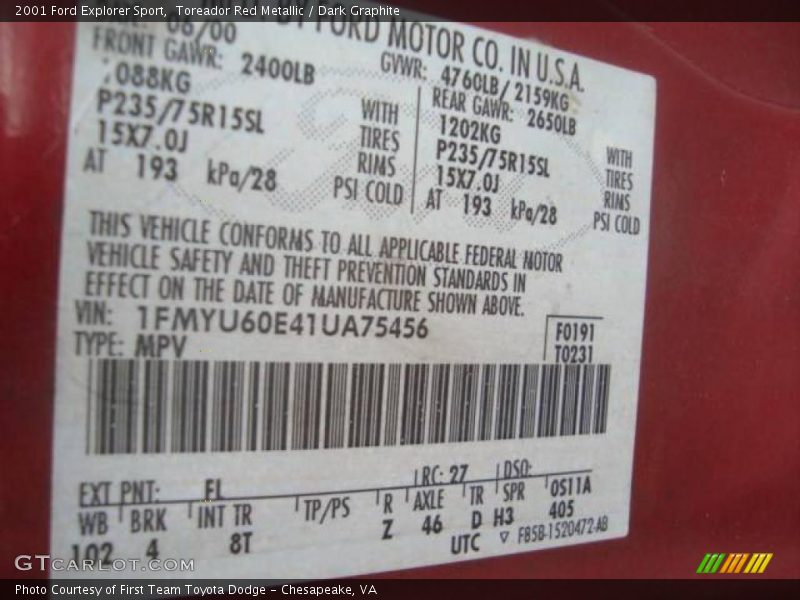 2001 Ford Explorer Sport, Toreador Red Metallic / Dark Graphite
08/00 BY FORD MOTOR CO. IN U.S.A.
FRONT GAWR: 2400LB GVWR: 4760LB/ 2159KG
1088KG WITH REAR GAWR: 2650LB
P235/75R15SL TIRES 1202KG WITH
15X7.0J RIMS P235/75R15SL TIRES
AT 193 kPa/28 PSI COLD 15X7.0J RIMS
AT 193 kPa/28 PSI COLD
THIS VEHICLE CONFORMS TO ALL APPLICABLE FEDERAL MOTOR
VEHICLE SAFETY AND THEFT PREVENTION STANDARDS IN
EFFECT ON THE DATE OF MANUFACTURE SHOWN ABOVE.
VIN: 1FMYU60E41UA75456 F0191
TYPE: MPV T0231
EXT PNT: FL RC: 27 DSO:
WB BRK INT TR TP/PS R AXLE TR SPR 0S11A
102 4 8T Z 46 D H3 405
UTC ▽ FB5B-1520472-AB
GTCarLot.com
Photo Courtesy of First Team Toyota Dodge - Chesapeake, VA